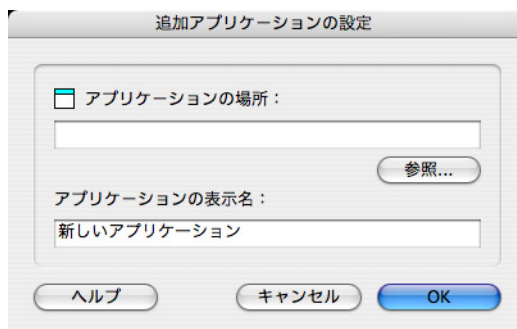 追加アプリケーションの設定
アプリケーションの場所：
参照...
アプリケーションの表示名：
新しいアプリケーション
ヘルプ
キャンセル
OK